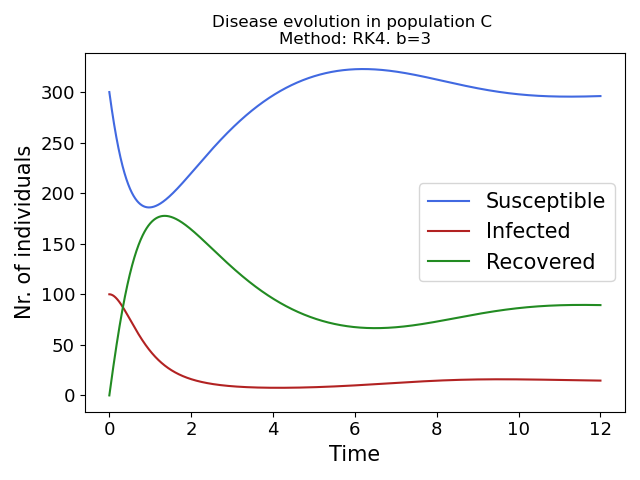 Disease evolution in population C
Method: RK4. b=3
Nr. of individuals
300
250
200
150
100
50
0
Susceptible
Infected
Recovered
0 2 4 6 8 10 12
Time